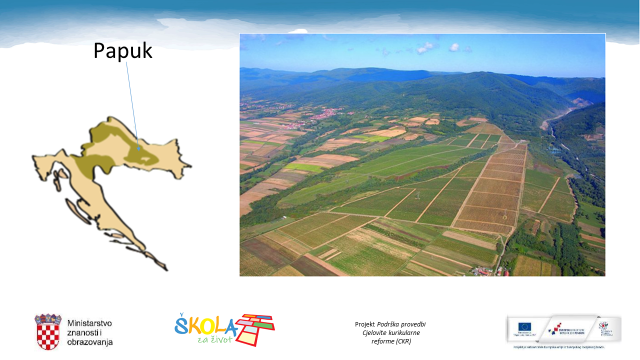 Papuk
Ministarstvo
znanosti i
obrazovanja
ŠKOLA
za život
Projekt Podrška provedbi
Cjelovite kurikularne
reforme (CKR)